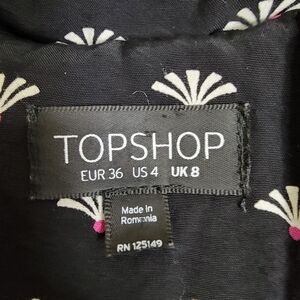 TOPSHOP
EUR 36 US 4 UK 8
Made in
Romania
RN 125149